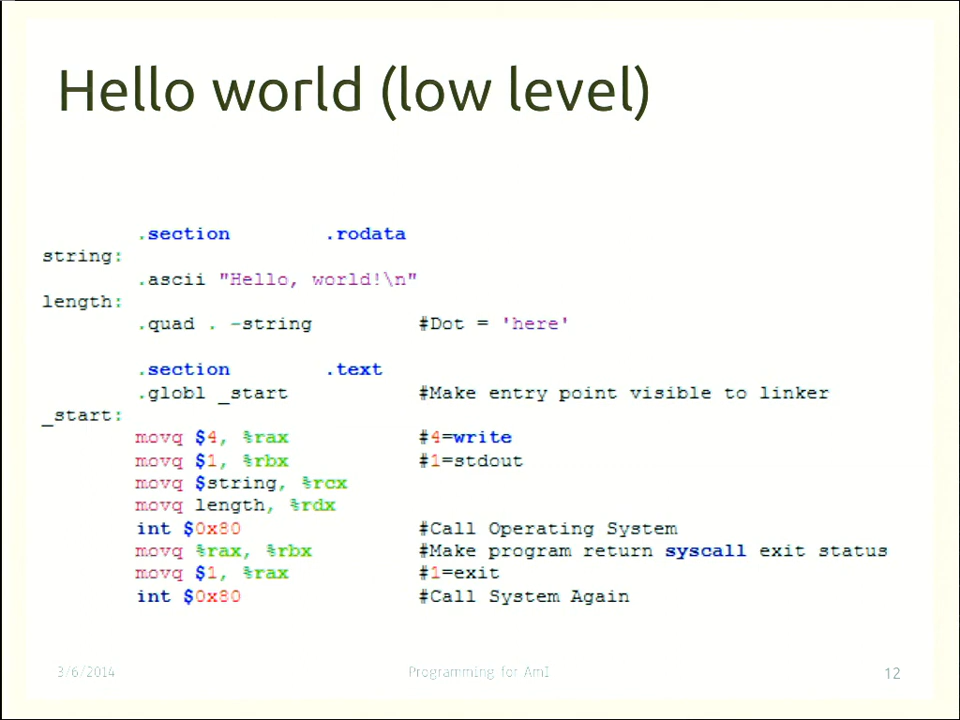 Hello world (low level)
.section .rodata
string:
.ascii "Hello, world!\n"
length:
.quad . -string #Dot = 'here'
.section .text
.globl _start #Make entry point visible to linker
_start:
movq $4, %rax #4=write
movq $1, %rbx #1=stdout
movq $string, %rcx
movq length, %rdx
int $0x80 #Call Operating System
movq %rax, %rbx #Make program return syscall exit status
movq $1, %rax #1=exit
int $0x80 #Call System Again
3/6/2014 Programming for AmI 12